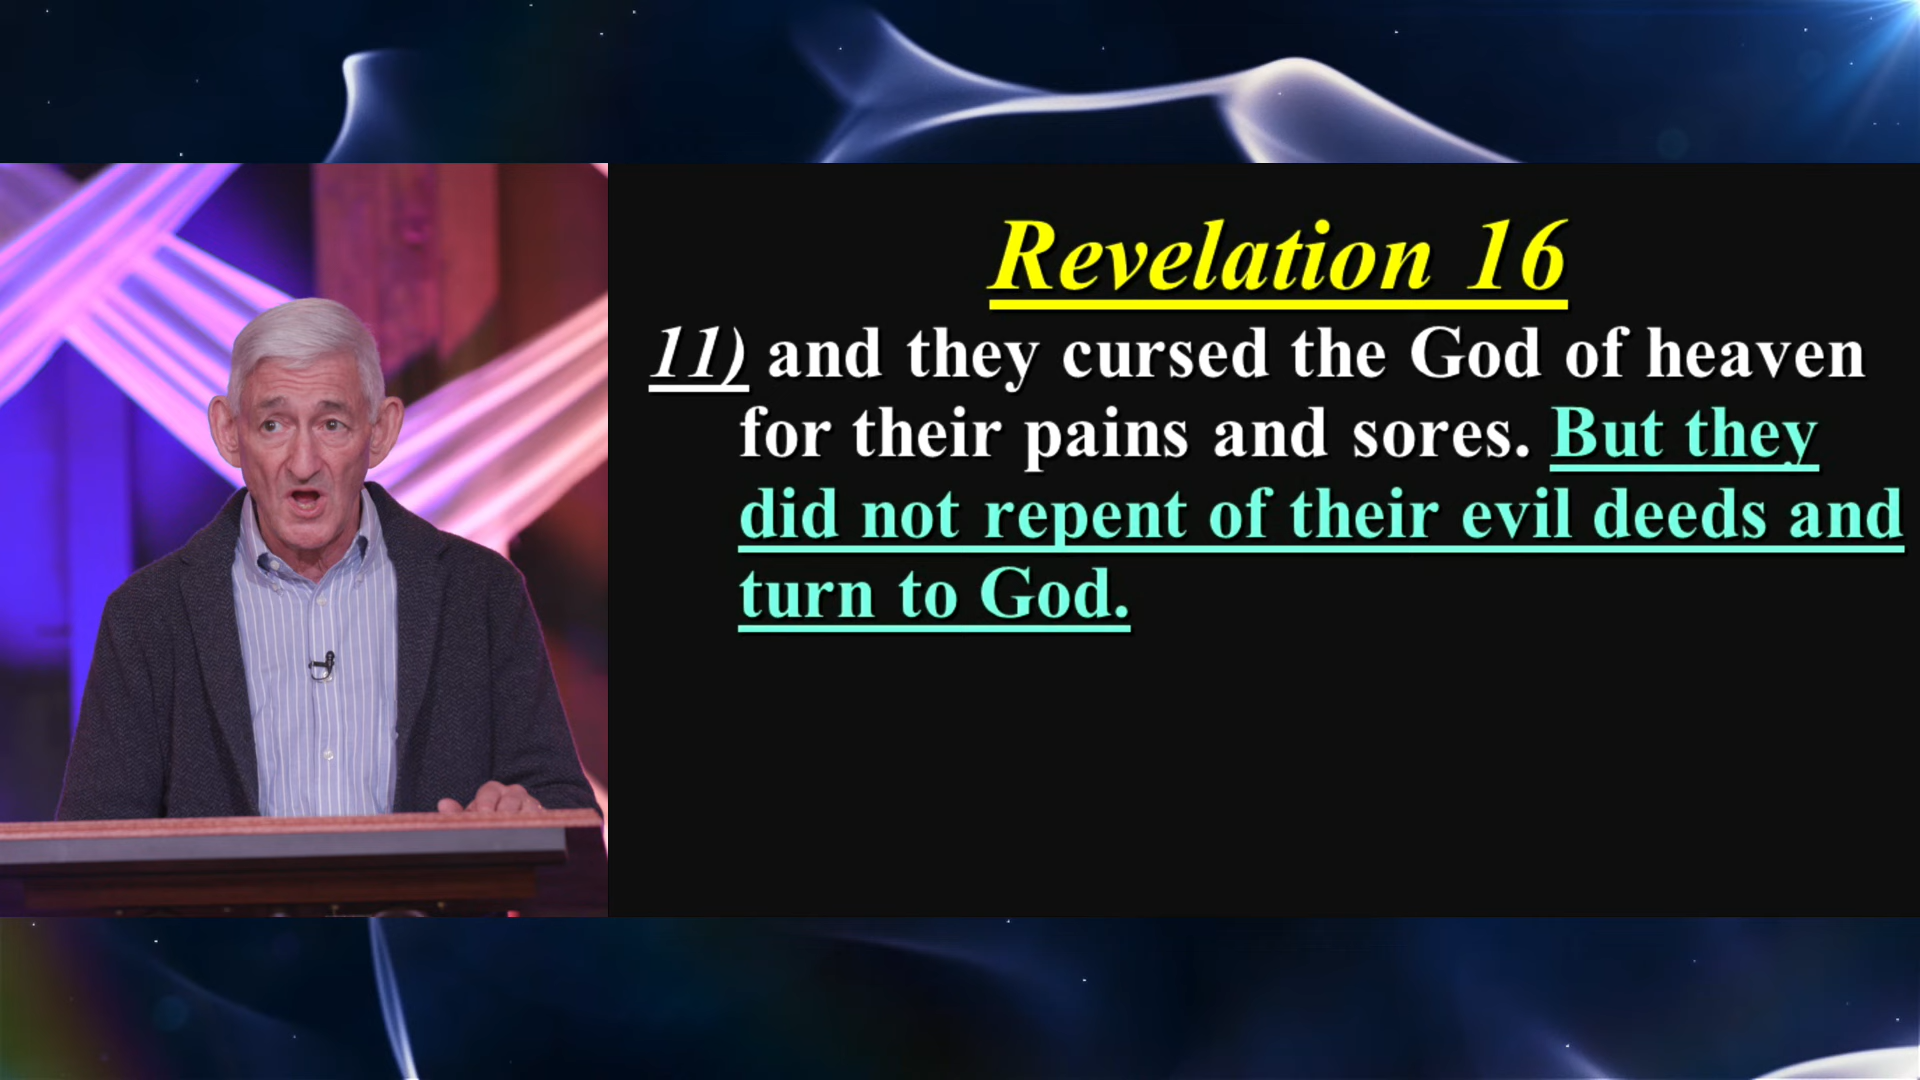 Revelation 16
11) and they cursed the God of heaven
for their pains and sores. But they
did not repent of their evil deeds and
turn to God.